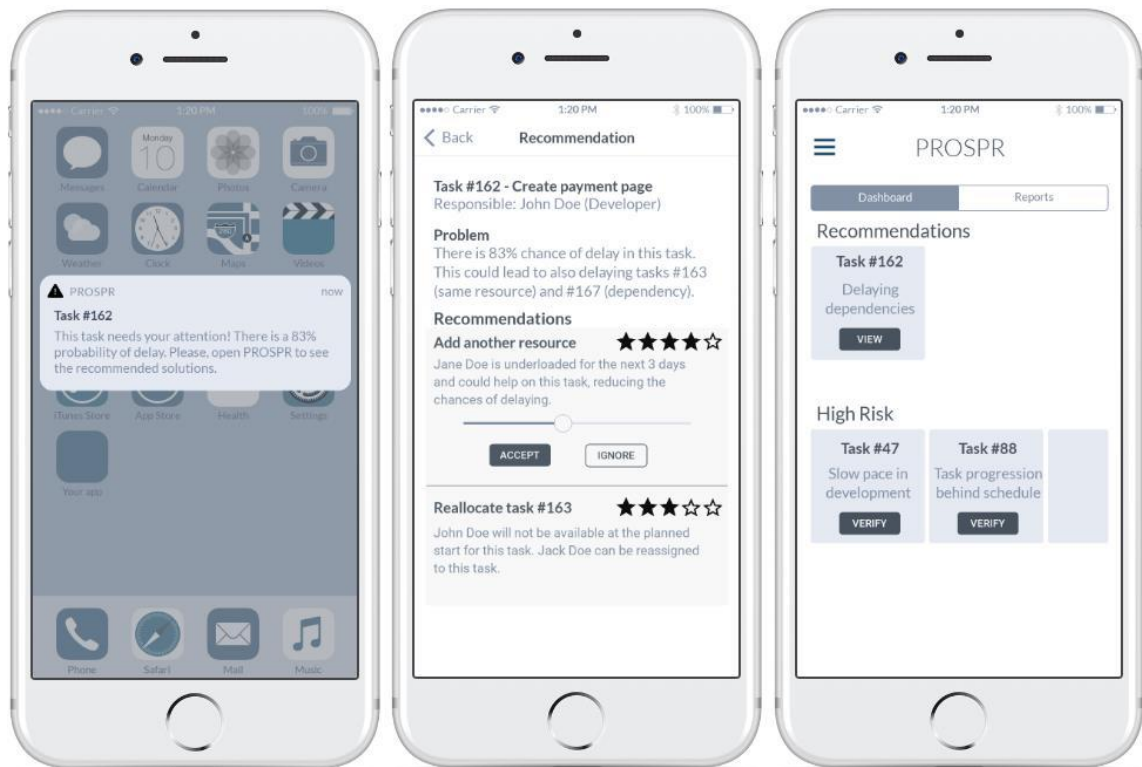 Carrier 1:20 PM 100%
Monday
10
Messages Calendar Photos Camera
Weather Clock Maps Videos
PROSPR now
Task #162
This task needs your attention! There is a 83%
probability of delay. Please, open PROSPR to see
the recommended solutions.
iTunes Store App Store Health Settings
Your app
Phone Safari Mail Music
Carrier 1:20 PM 100%
Back Recommendation
Task #162 - Create payment page
Responsible: John Doe (Developer)
Problem
There is 83% chance of delay in this task.
This could lead to also delaying tasks #163
(same resource) and #167 (dependency).
Recommendations
Add another resource
Jane Doe is underloaded for the next 3 days
and could help on this task, reducing the
chances of delaying.
ACCEPT IGNORE
Reallocate task #163
John Doe will not be available at the planned
start for this task. Jack Doe can be reassigned
to this task.
Carrier 1:20 PM 100%
PROSPR
Dashboard Reports
Recommendations
Task #162
Delaying
dependencies
VIEW
High Risk
Task #47 Task #88
Slow pace in Task progression
development behind schedule
VERIFY VERIFY